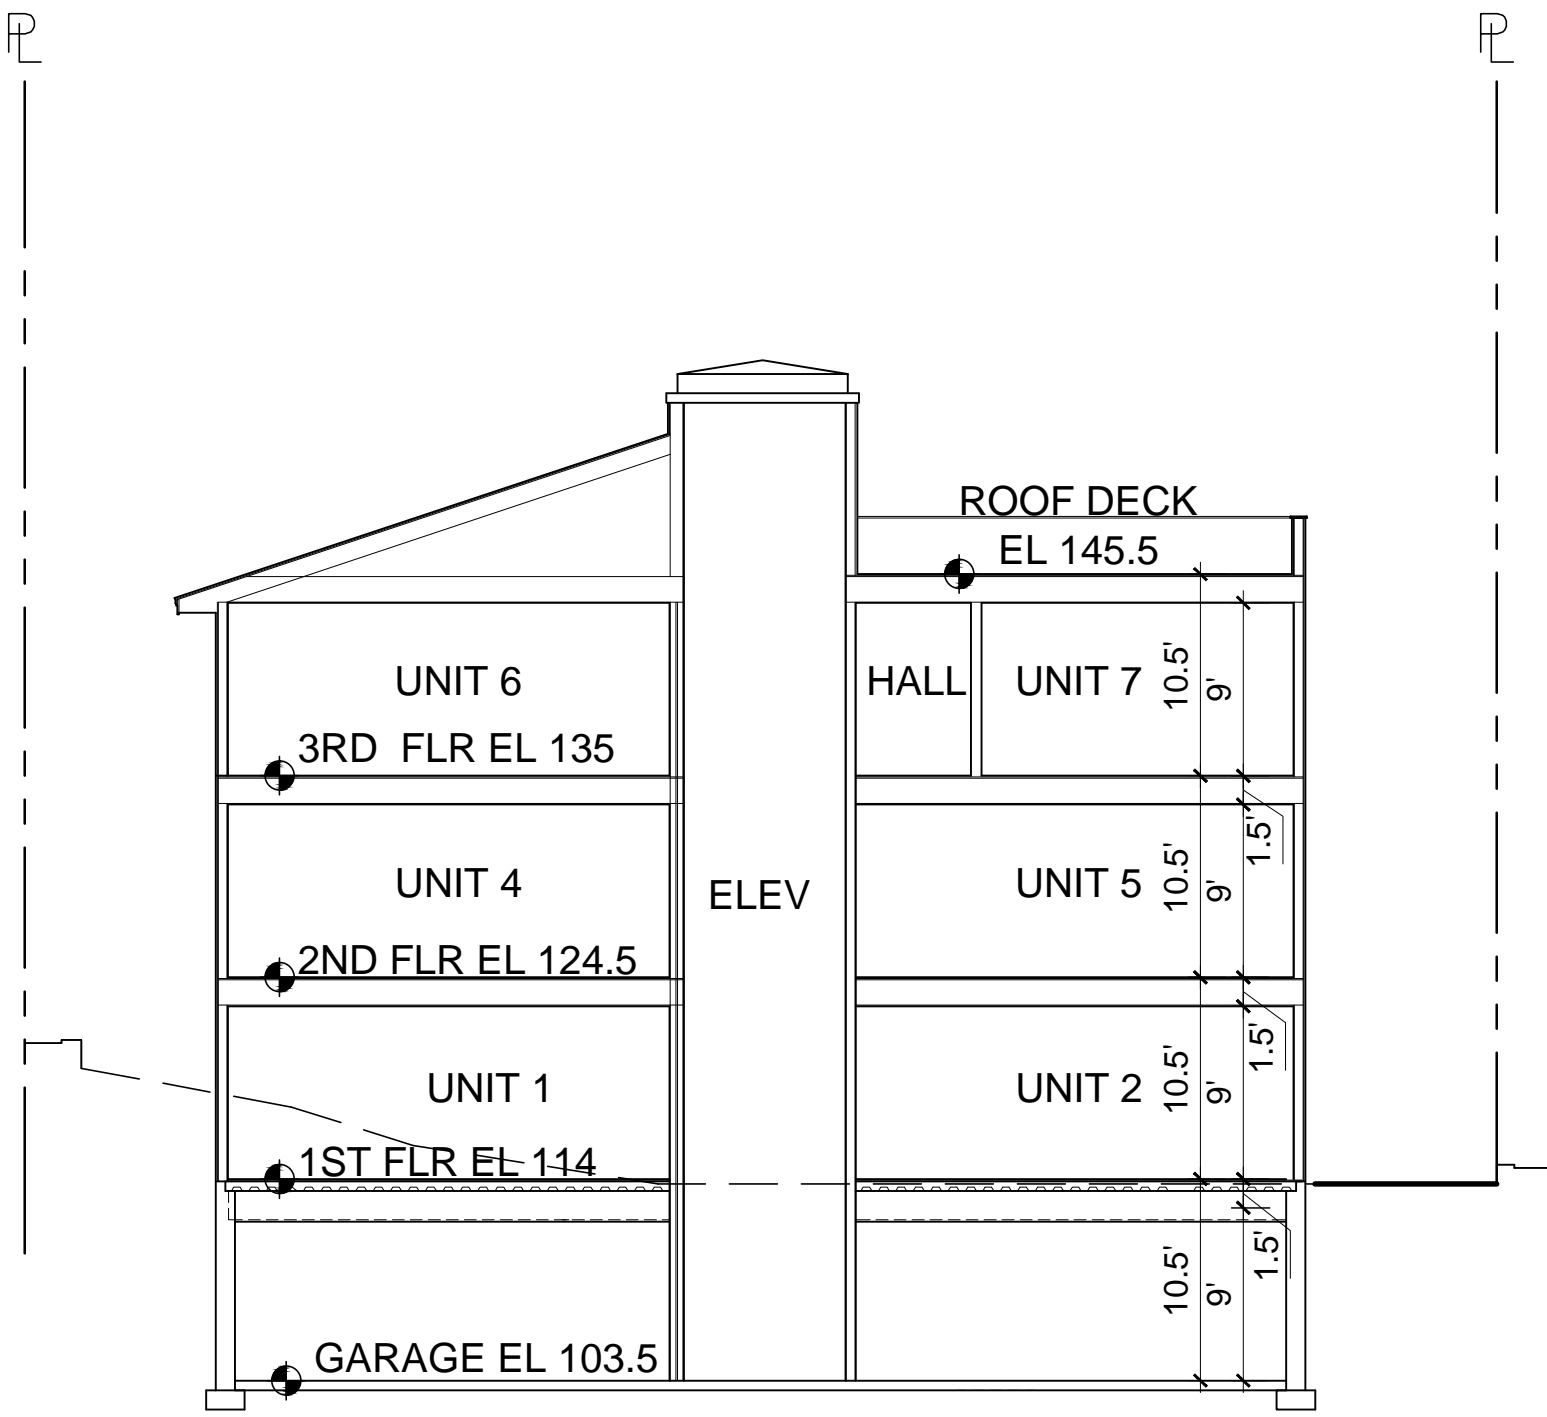 PL
PL
ROOF DECK
EL 145.5
UNIT 6
HALL
UNIT 7
10.5'
9'
3RD FLR EL 135
1.5'
UNIT 4
ELEV
UNIT 5
10.5'
9'
2ND FLR EL 124.5
1.5'
UNIT 1
UNIT 2
10.5'
9'
1ST FLR EL 114
1.5'
10.5'
9'
GARAGE EL 103.5